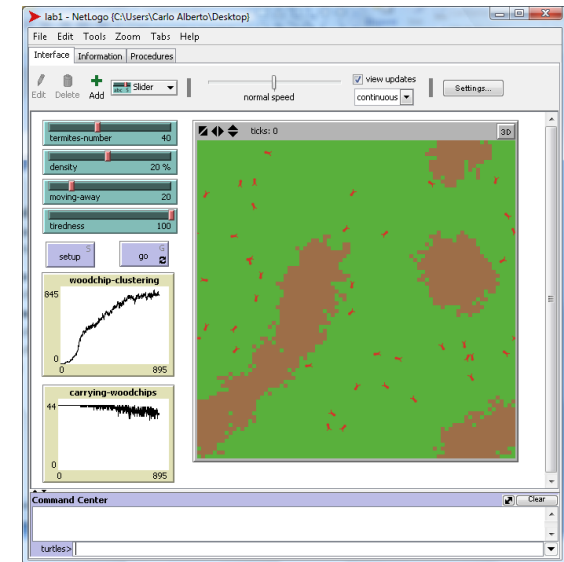 lab1 - NetLogo {C:\Users\Carlo Alberto\Desktop}
File Edit Tools Zoom Tabs Help
Interface Information Procedures
Edit Delete Add Slider normal speed view updates continuous Settings...
ticks: 0 3D
termites-number 40
density 20 %
moving-away 20
tiredness 100
setup S
go G
woodchip-clustering
845
0
0 895
carrying-woodchips
44
0
0 895
Command Center Clear
turtles>